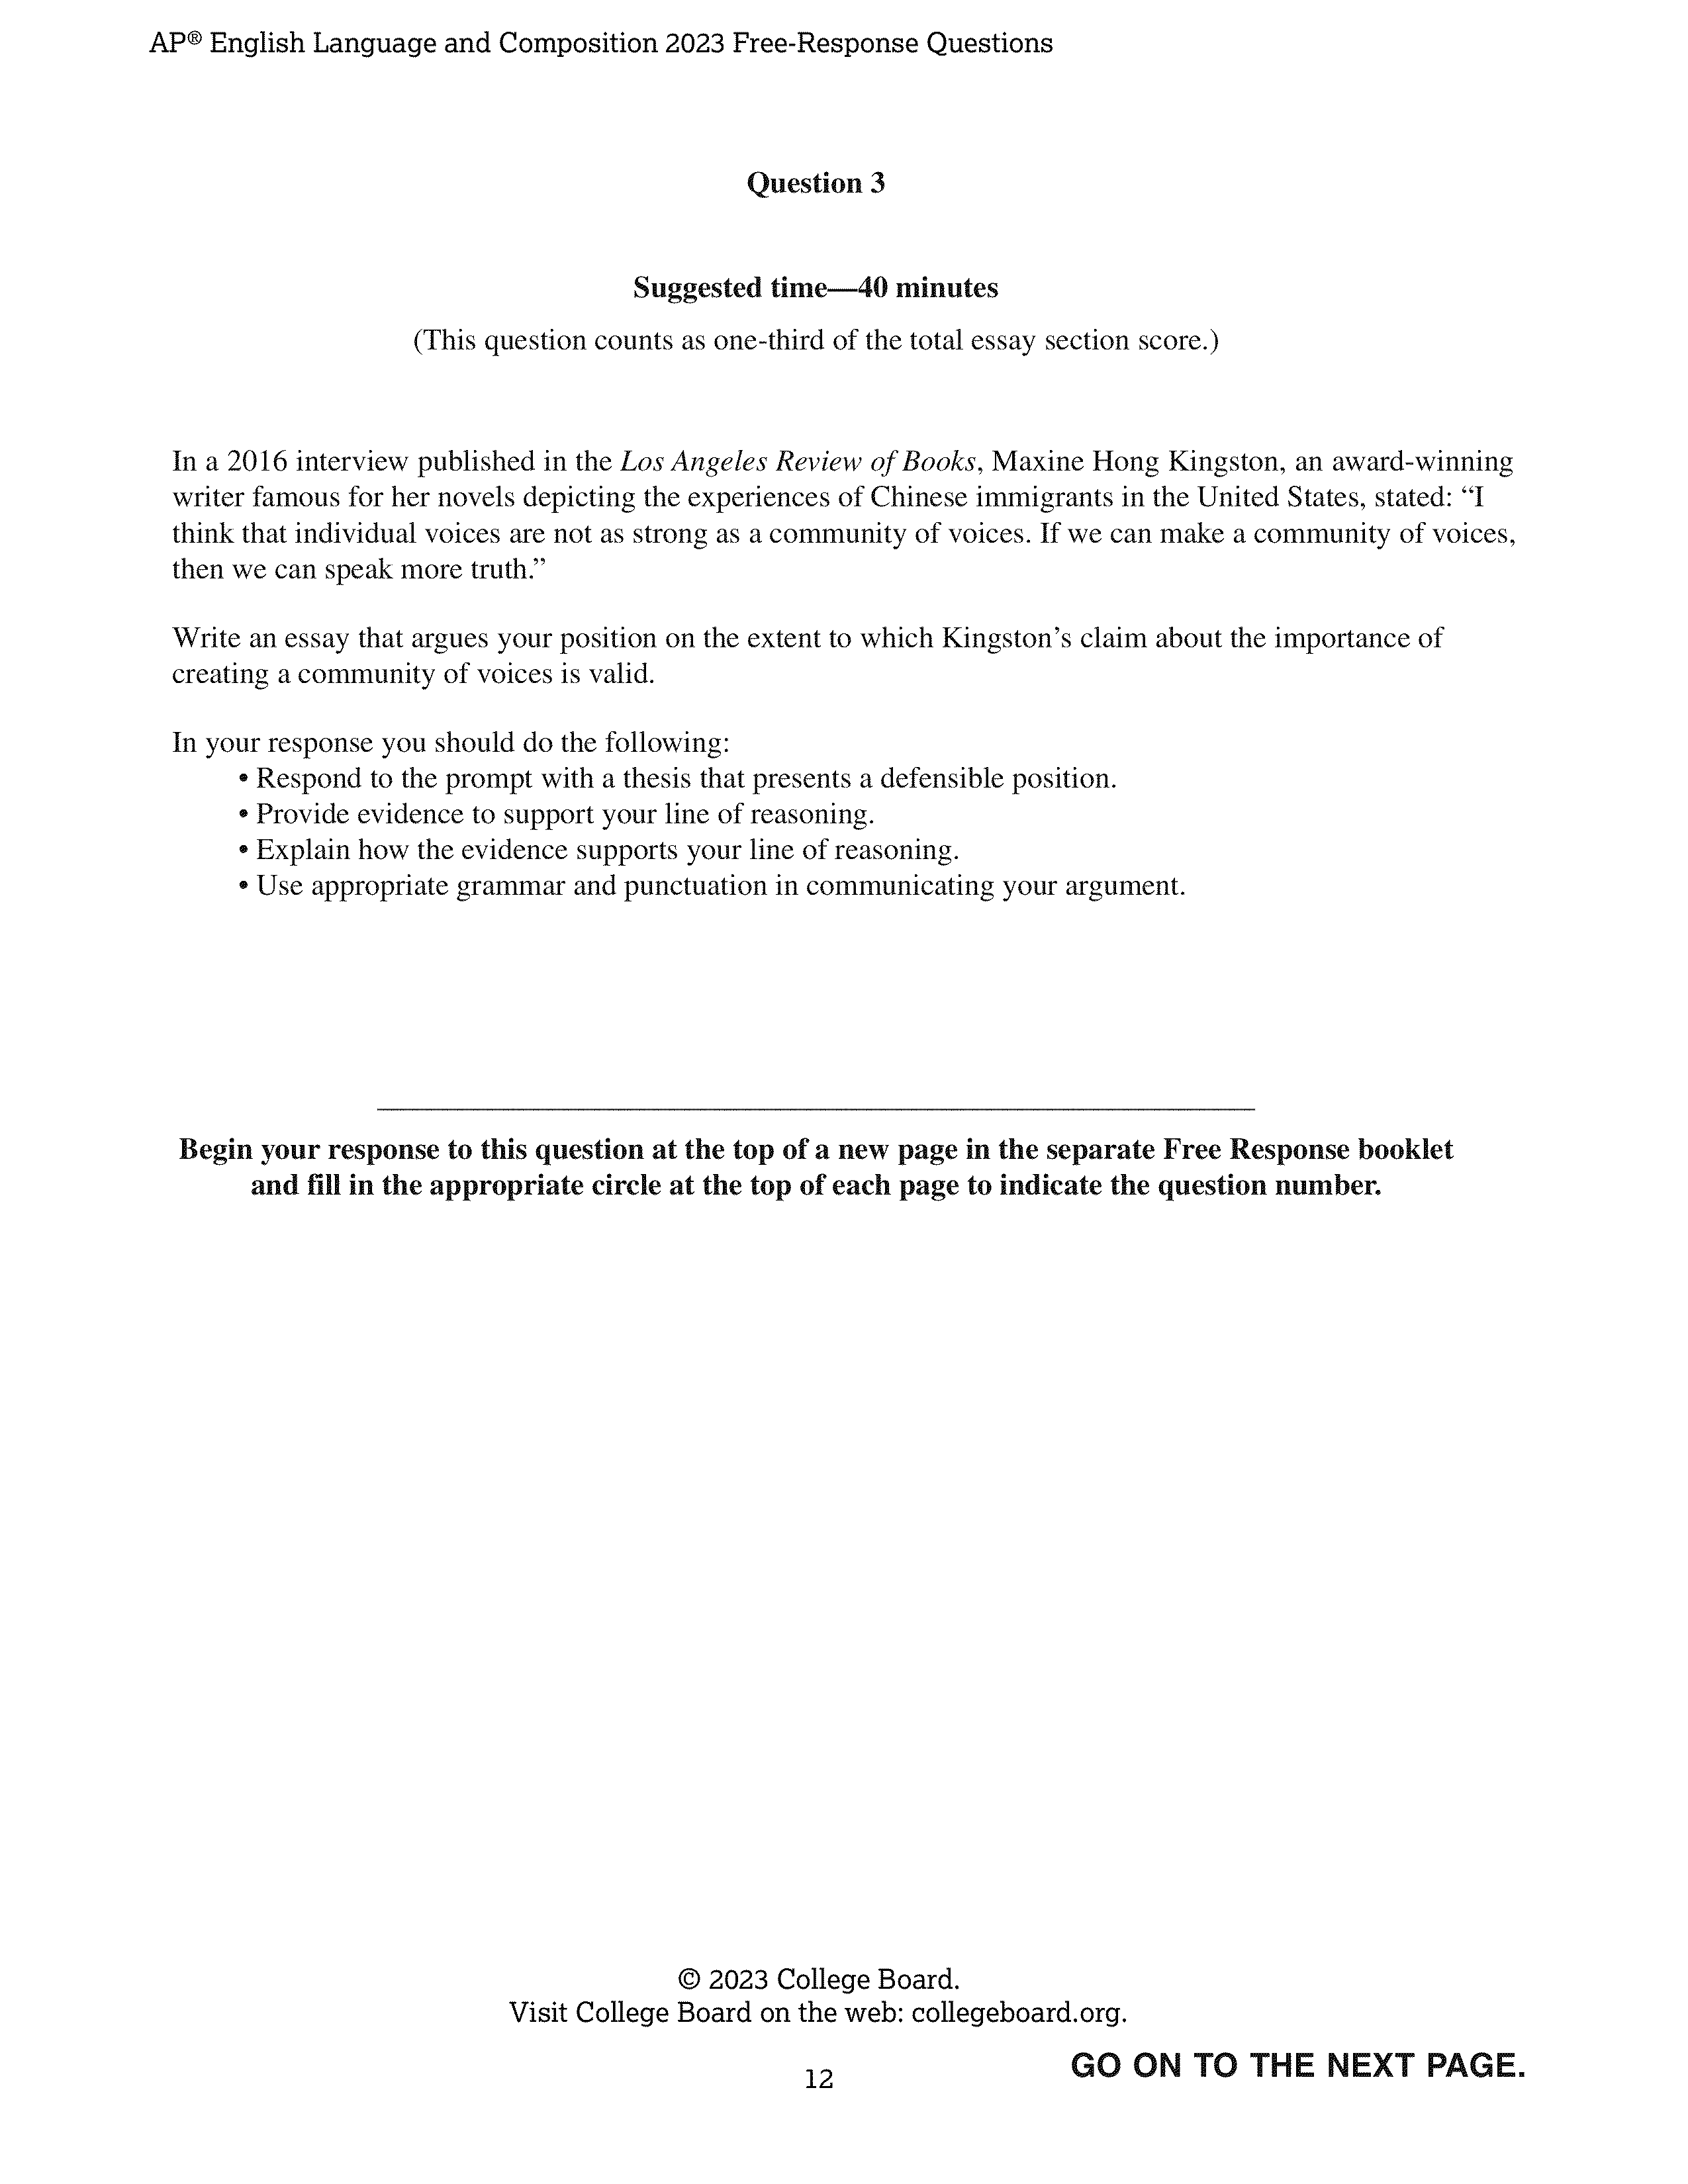 AP® English Language and Composition 2023 Free-Response Questions
Question 3
Suggested time—40 minutes
(This question counts as one-third of the total essay section score.)
In a 2016 interview published in the Los Angeles Review of Books, Maxine Hong Kingston, an award-winning
writer famous for her novels depicting the experiences of Chinese immigrants in the United States, stated: “I
think that individual voices are not as strong as a community of voices. If we can make a community of voices,
then we can speak more truth.”
Write an essay that argues your position on the extent to which Kingston’s claim about the importance of
creating a community of voices is valid.
In your response you should do the following:
• Respond to the prompt with a thesis that presents a defensible position.
• Provide evidence to support your line of reasoning.
• Explain how the evidence supports your line of reasoning.
• Use appropriate grammar and punctuation in communicating your argument.
Begin your response to this question at the top of a new page in the separate Free Response booklet
and fill in the appropriate circle at the top of each page to indicate the question number.
© 2023 College Board.
Visit College Board on the web: collegeboard.org.
12
GO ON TO THE NEXT PAGE.